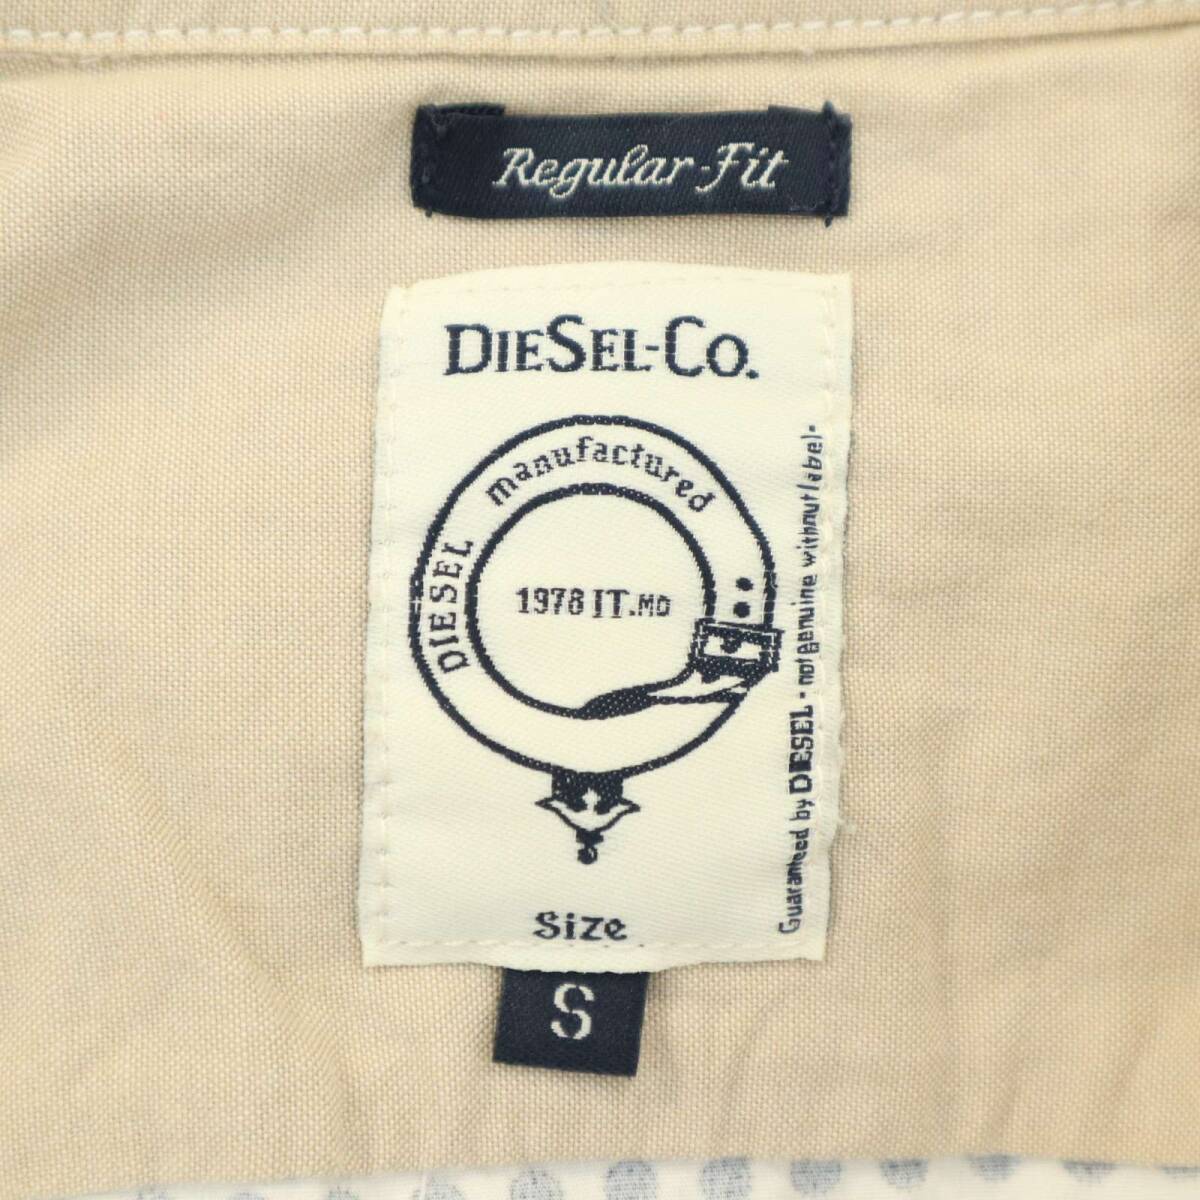 Regular-Fit
DIESEL-CO.
DIESEL manufactured
1978 IT.MD
Guaranteed by DIESEL · not genuine without label ·
Size
S